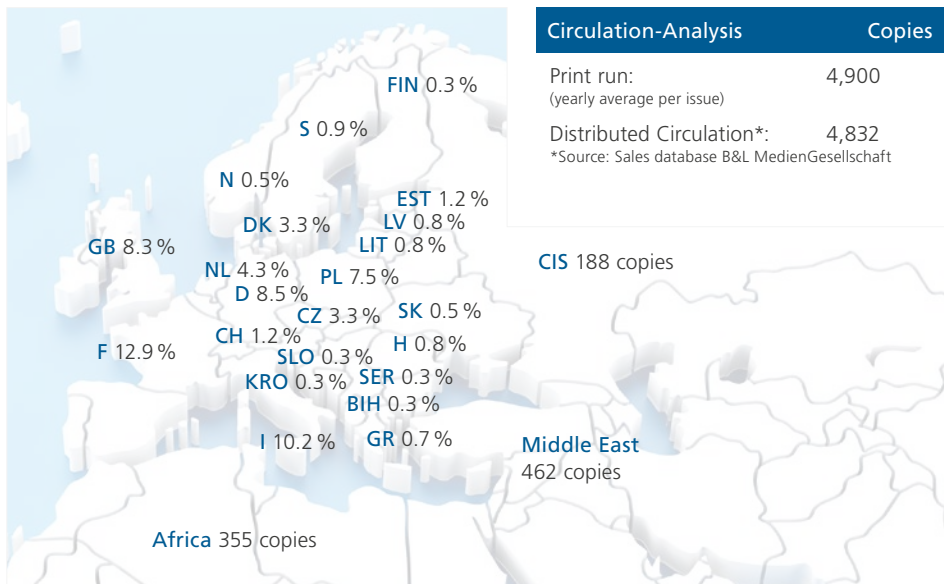 Circulation-Analysis Copies
Print run: 4,900
(yearly average per issue)
Distributed Circulation*: 4,832
*Source: Sales database B&L MedienGesellschaft
FIN 0.3 %
S 0.9 %
N 0.5%
EST 1.2 %
DK 3.3 %
LV 0.8 %
GB 8.3 %
LIT 0.8 %
CIS 188 copies
NL 4.3 %
PL 7.5 %
D 8.5 %
CZ 3.3 %
SK 0.5 %
CH 1.2 %
H 0.8 %
F 12.9 %
SLO 0.3 %
KRO 0.3 %
SER 0.3 %
BIH 0.3 %
I 10.2 %
GR 0.7 %
Middle East
462 copies
Africa 355 copies